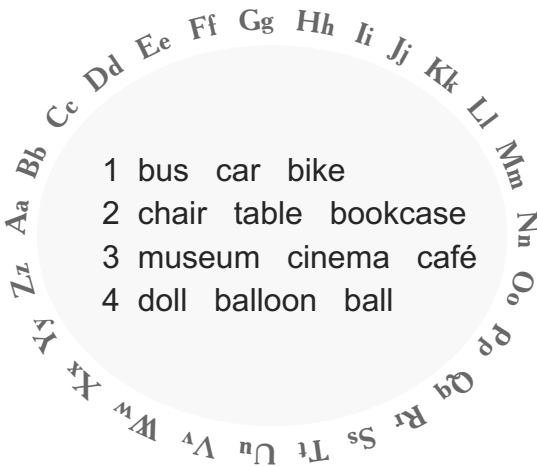 Aa Bb Cc Dd Ee Ff Gg Hh Ii Jj Kk Ll Mm Nn Oo Pp Qq Rr Ss Tt Uu Vv Ww Xx Yy Zz
1 bus car bike
2 chair table bookcase
3 museum cinema café
4 doll balloon ball